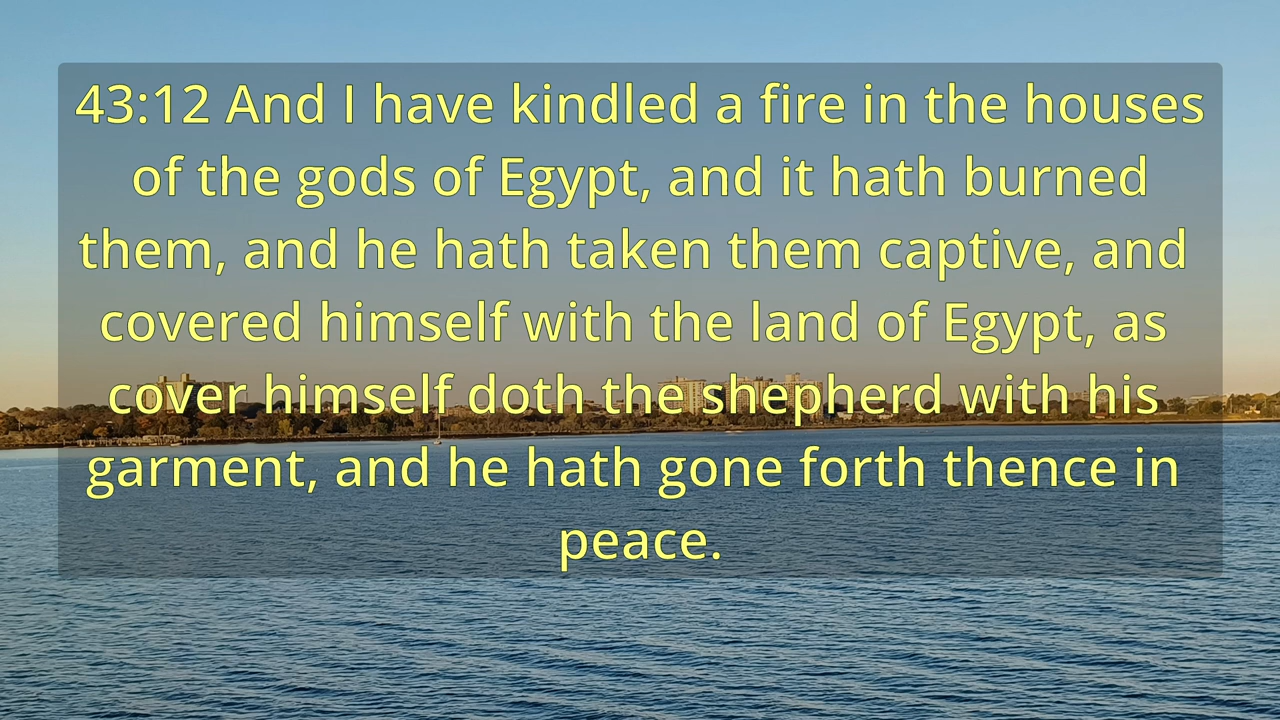 43:12 And I have kindled a fire in the houses
of the gods of Egypt, and it hath burned
them, and he hath taken them captive, and
covered himself with the land of Egypt, as
cover himself doth the shepherd with his
garment, and he hath gone forth thence in
peace.